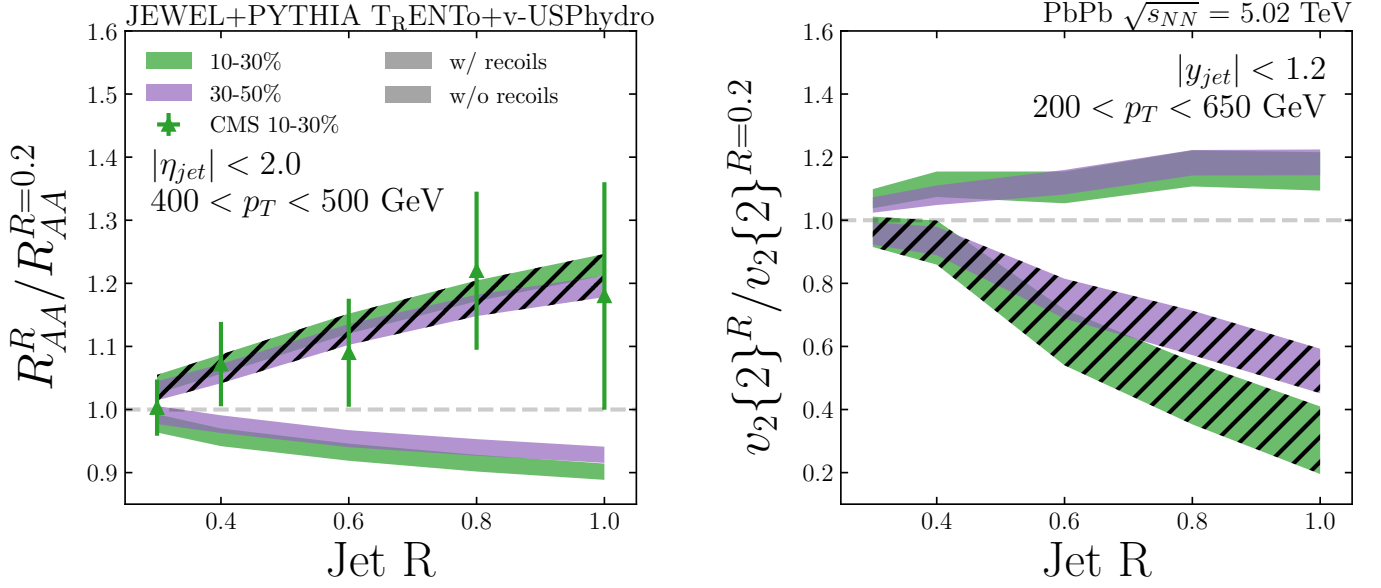 JEWEL+PYTHIA TRENTo+v-USPhydro
1.6
1.5
1.4
1.3
1.2
1.1
1.0
0.9
10-30%
30-50%
CMS 10-30%
w/ recoils
w/o recoils
|η_jet| < 2.0
400 < p_T < 500 GeV
R_AA^R / R_AA^{R=0.2}
0.4 0.6 0.8 1.0
Jet R
PbPb √s_NN = 5.02 TeV
1.6
1.4
1.2
1.0
0.8
0.6
0.4
0.2
|y_jet| < 1.2
200 < p_T < 650 GeV
v_2{2}^R / v_2{2}^{R=0.2}
0.4 0.6 0.8 1.0
Jet R